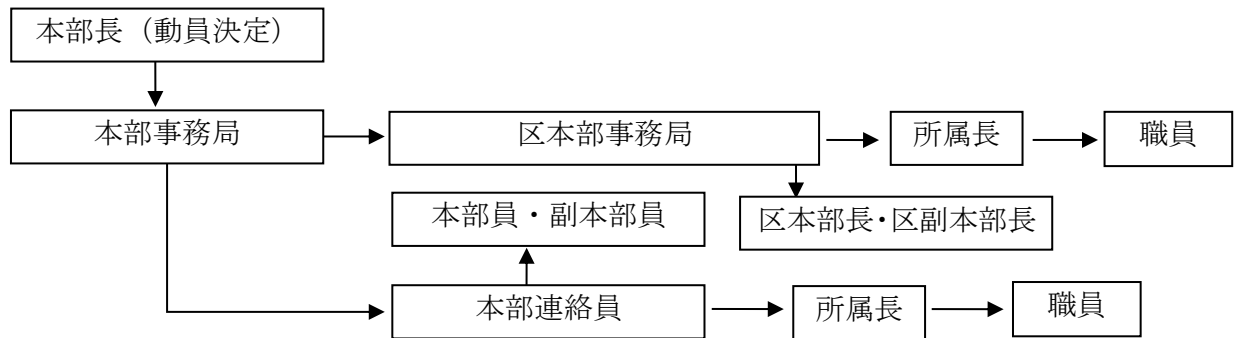 本部長（動員決定）
本部事務局
区本部事務局
所属長
職員
本部員・副本部員
区本部長・区副本部長
本部連絡員
所属長
職員